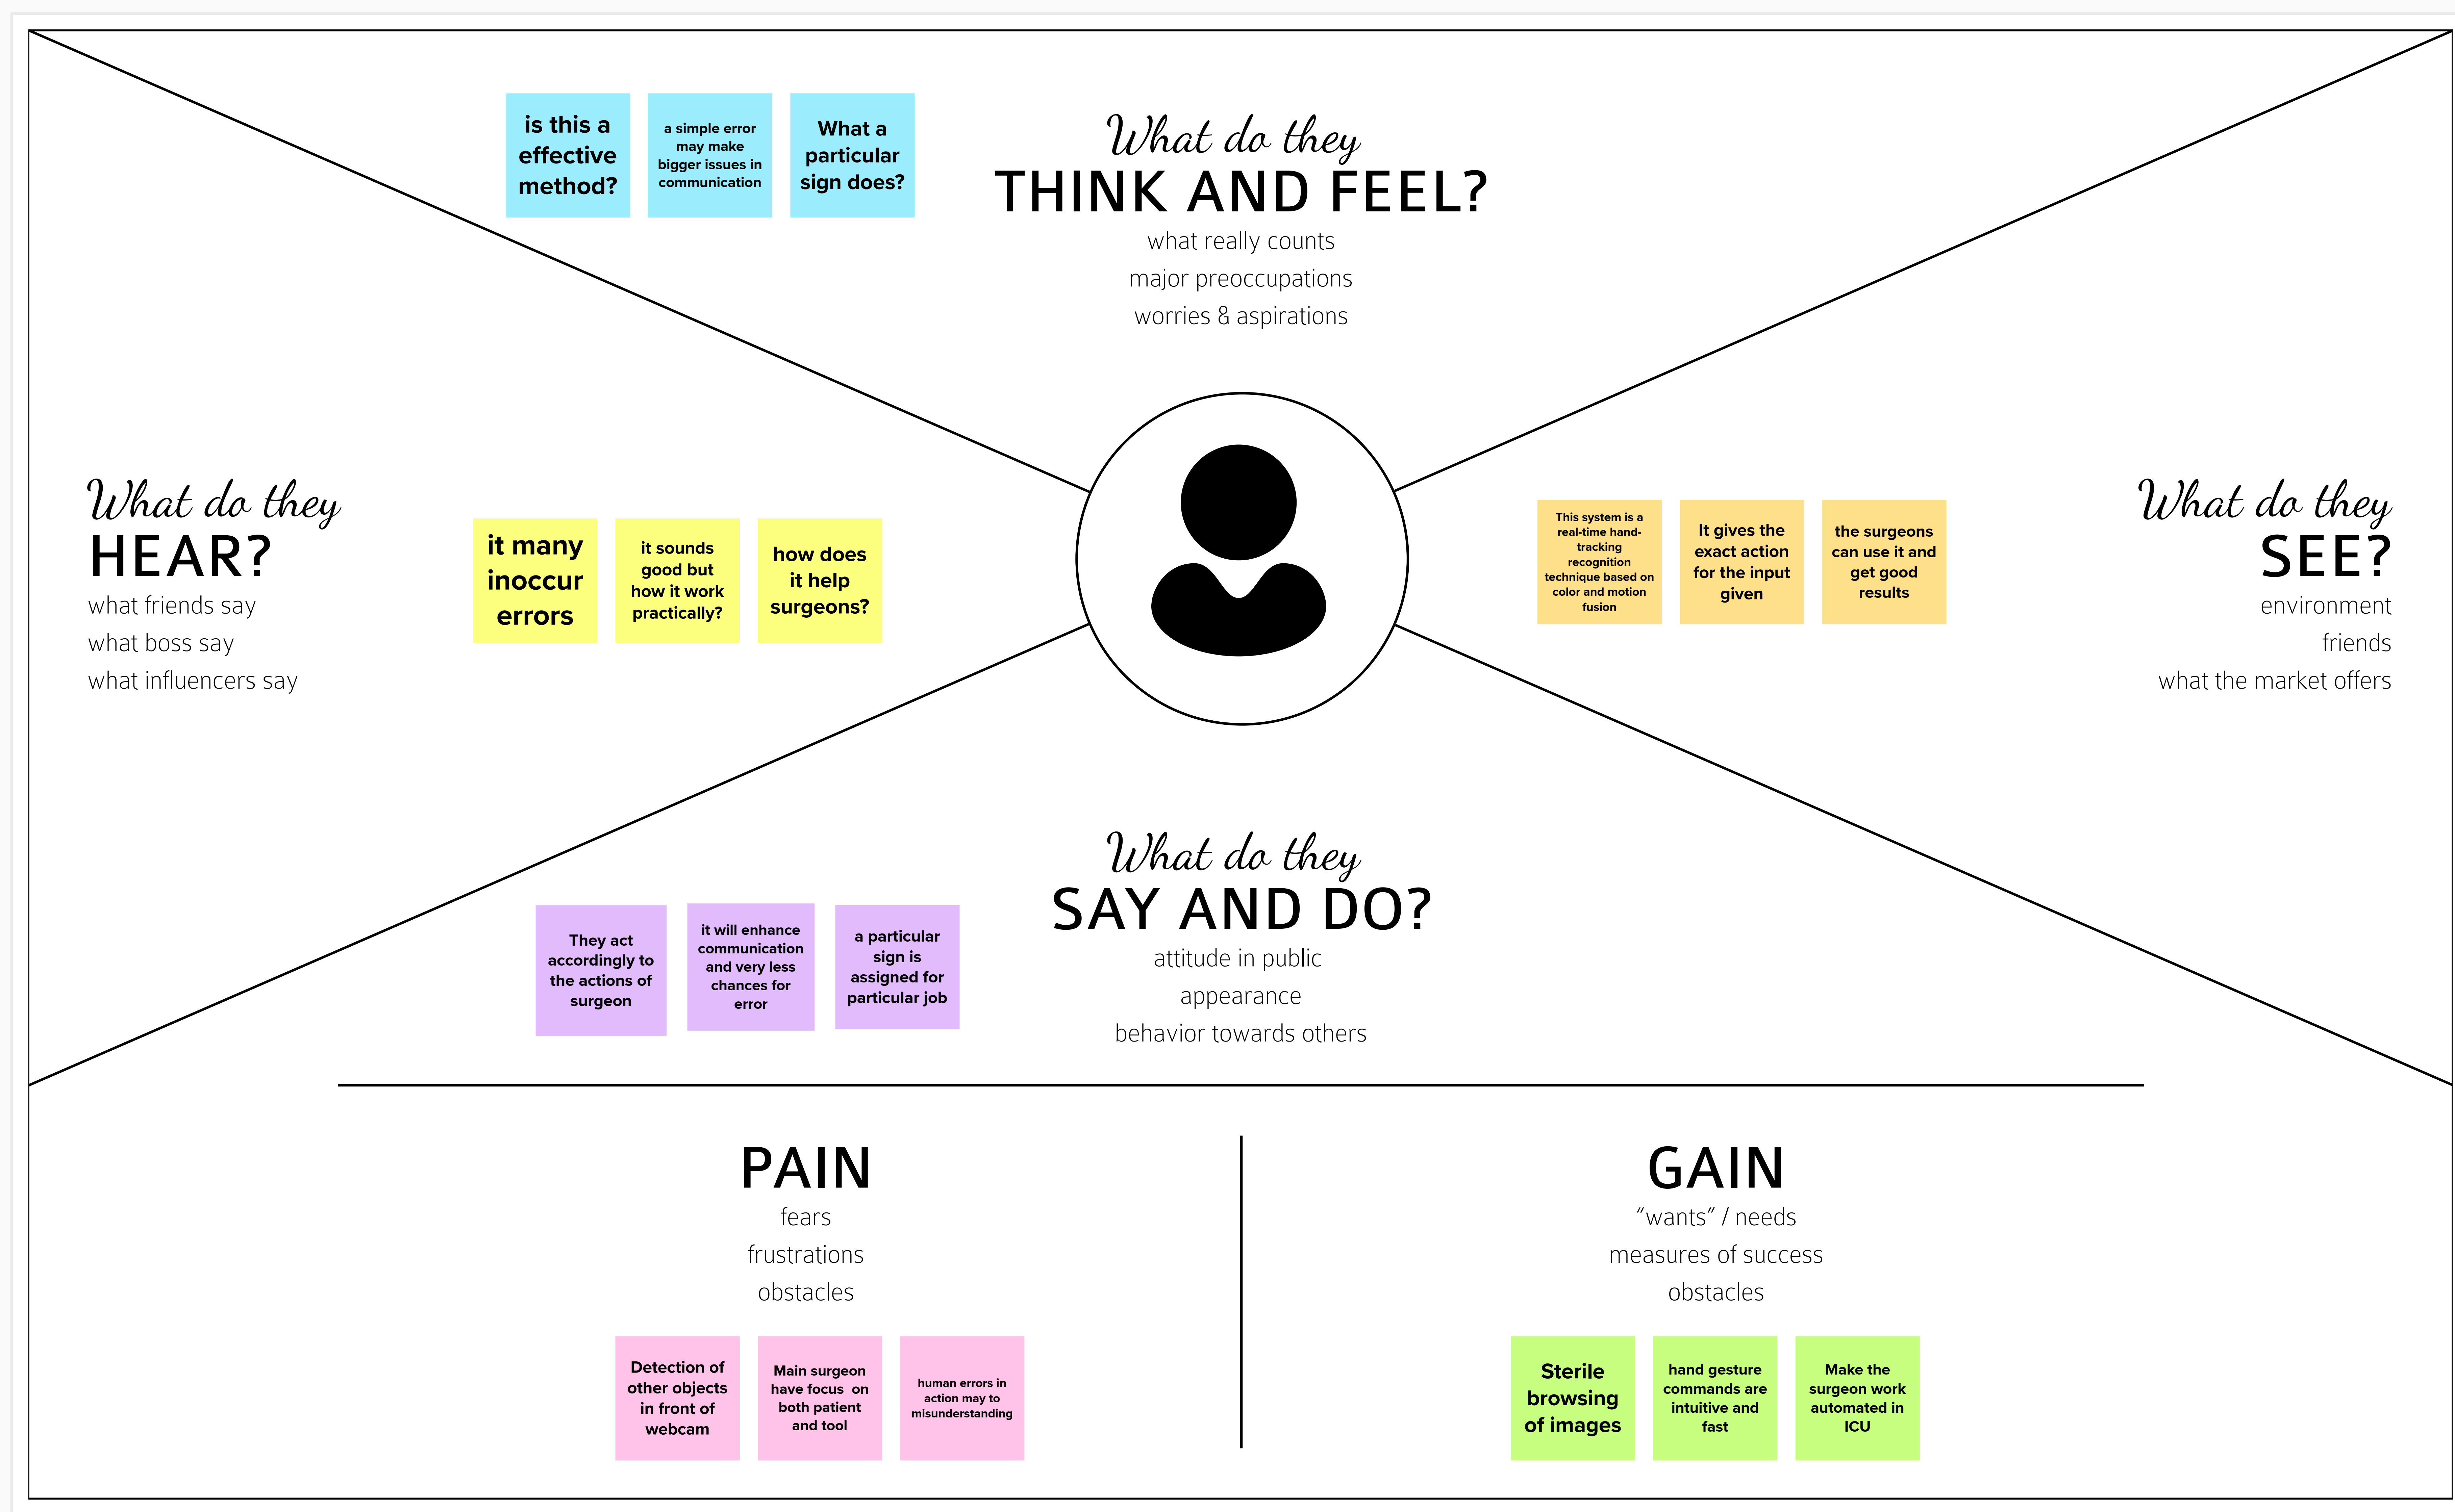 is this a
effective
method?
a simple error
may make
bigger issues in
communication
What a
particular
sign does?
What do they
THINK AND FEEL?
what really counts
major preoccupations
worries & aspirations
What do they
HEAR?
what friends say
what boss say
what influencers say
it many
inoccur
errors
it sounds
good but
how it work
practically?
how does
it help
surgeons?
This system is a
real-time hand-
tracking
recognition
technique based on
color and motion
fusion
It gives the
exact action
for the input
given
the surgeons
can use it and
get good
results
What do they
SEE?
environment
friends
what the market offers
They act
accordingly to
the actions of
surgeon
it will enhance
communication
and very less
chances for
error
a particular
sign is
assigned for
particular job
What do they
SAY AND DO?
attitude in public
appearance
behavior towards others
PAIN
fears
frustrations
obstacles
Detection of
other objects
in front of
webcam
Main surgeon
have focus on
both patient
and tool
human errors in
action may to
misunderstanding
GAIN
“wants” / needs
measures of success
obstacles
Sterile
browsing
of images
hand gesture
commands are
intuitive and
fast
Make the
surgeon work
automated in
ICU